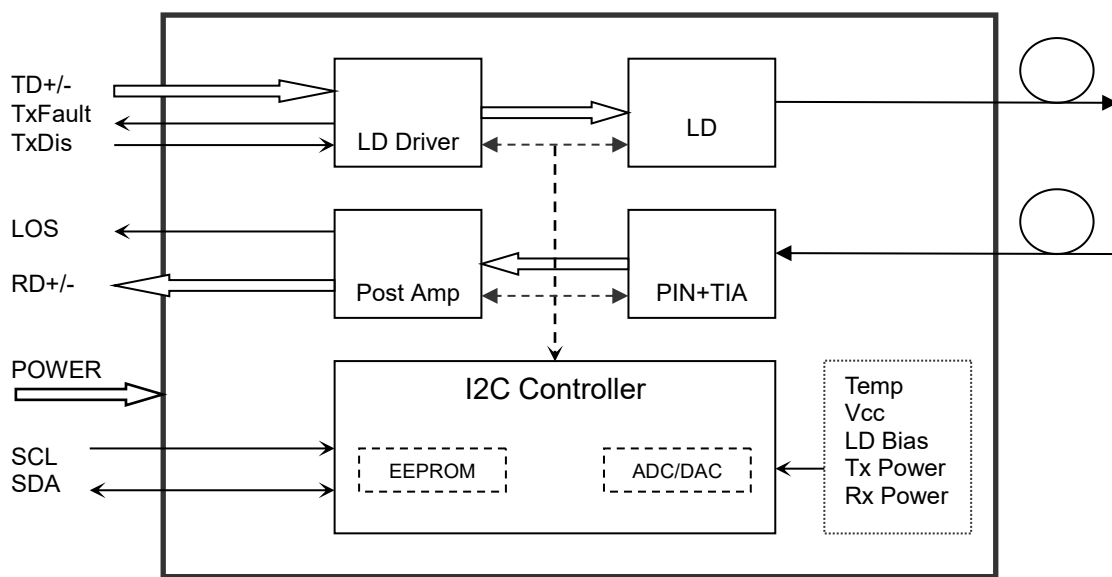 TD+/-
TxFault
TxDis
LD Driver
LD
LOS
RD+/-
Post Amp
PIN+TIA
POWER
SCL
SDA
I2C Controller
EEPROM
ADC/DAC
Temp
Vcc
LD Bias
Tx Power
Rx Power